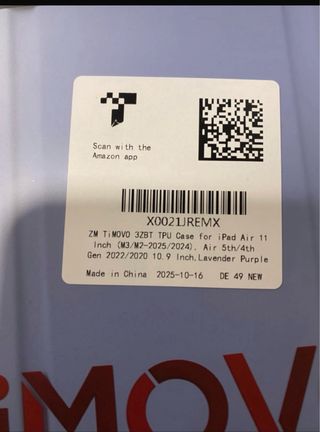 Scan with the
Amazon app
X0021JREMX
ZM TiMOVO 3ZBT TPU Case for iPad Air 11
Inch (M3/M2-2025/2024), Air 5th/4th
Gen 2022/2020 10.9 Inch,Lavender Purple
Made in China 2025-10-16 DE 49 NEW
iMOV